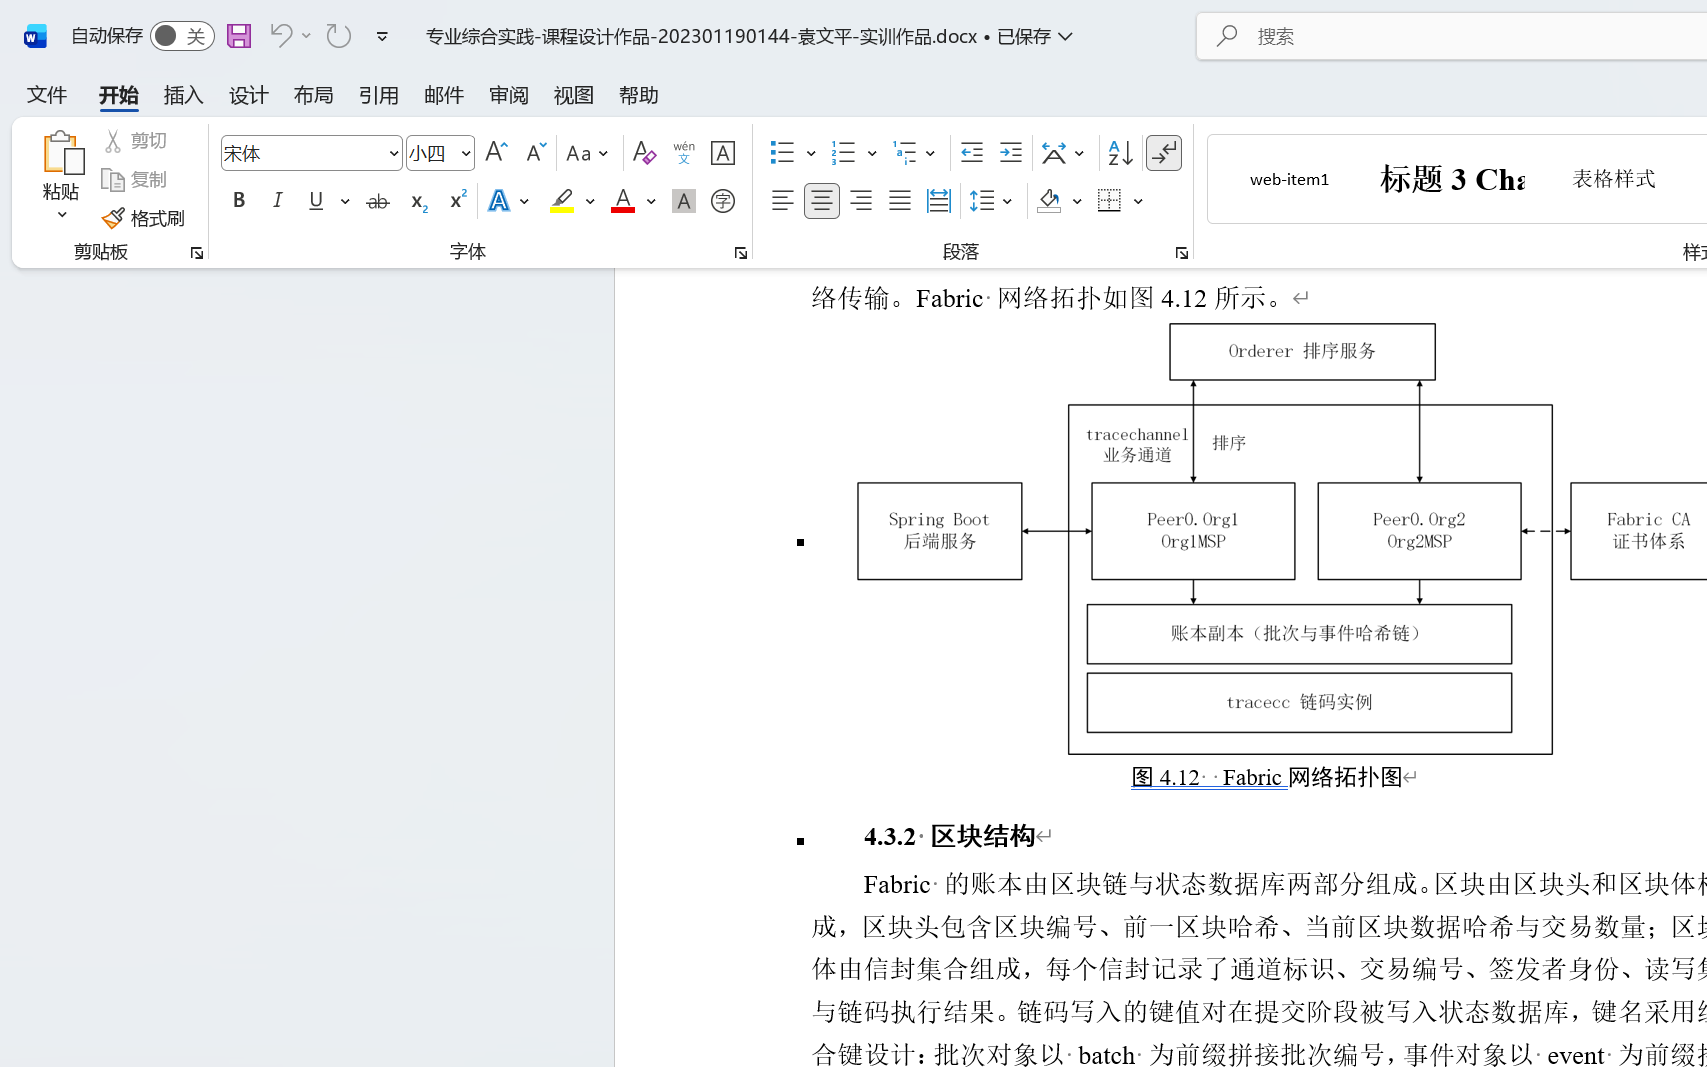 自动保存 关 专业综合实践-课程设计作品-202301190144-袁文平-实训作品.docx • 已保存 搜索
文件 开始 插入 设计 布局 引用 邮件 审阅 视图 帮助
粘贴 剪切 复制 格式刷
宋体 小四
web-item1 标题 3 Cha 表格样式
剪贴板 字体 段落
络传输。Fabric 网络拓扑如图 4.12 所示。
Orderer 排序服务
tracechannel
业务通道
排序
Spring Boot
后端服务
Peer0.Org1
Org1MSP
Peer0.Org2
Org2MSP
Fabric CA
证书体系
账本副本（批次与事件哈希链）
tracecc 链码实例
图 4.12 Fabric 网络拓扑图
4.3.2 区块结构
Fabric 的账本由区块链与状态数据库两部分组成。区块由区块头和区块体
成，区块头包含区块编号、前一区块哈希、当前区块数据哈希与交易数量；区
体由信封集合组成，每个信封记录了通道标识、交易编号、签发者身份、读写
与链码执行结果。链码写入的键值对在提交阶段被写入状态数据库，键名采用
合键设计：批次对象以 batch 为前缀拼接批次编号，事件对象以 event 为前缀